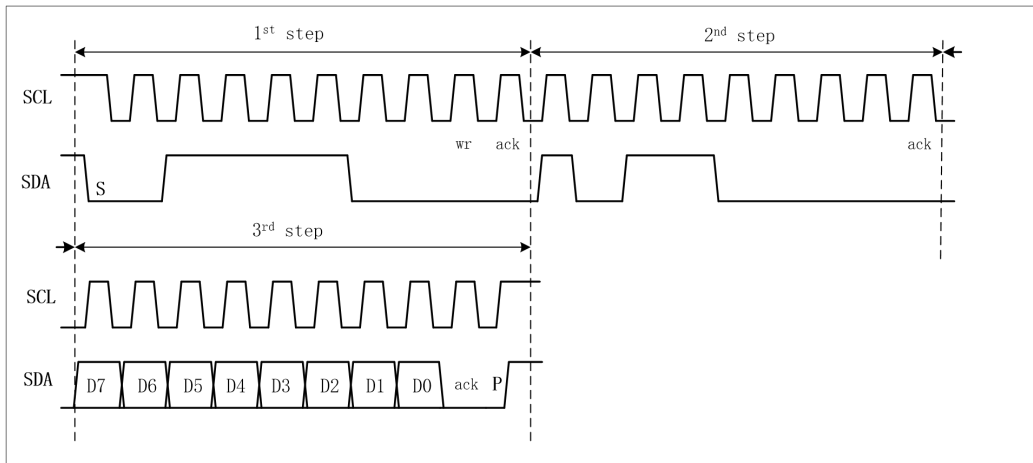 1st step 2nd step
SCL
wr ack ack
SDA S
3rd step
SCL
SDA D7 D6 D5 D4 D3 D2 D1 D0 ack P